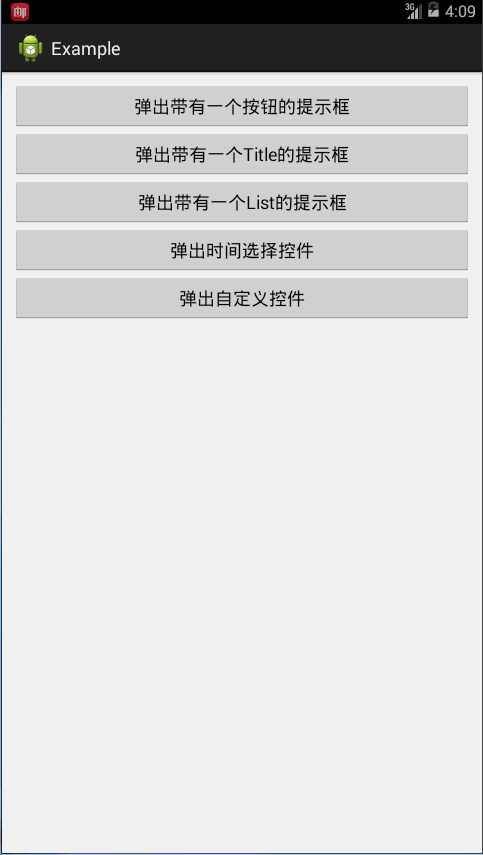 3G 4:09
Example
弹出带有一个按钮的提示框
弹出带有一个Title的提示框
弹出带有一个List的提示框
弹出时间选择控件
弹出自定义控件